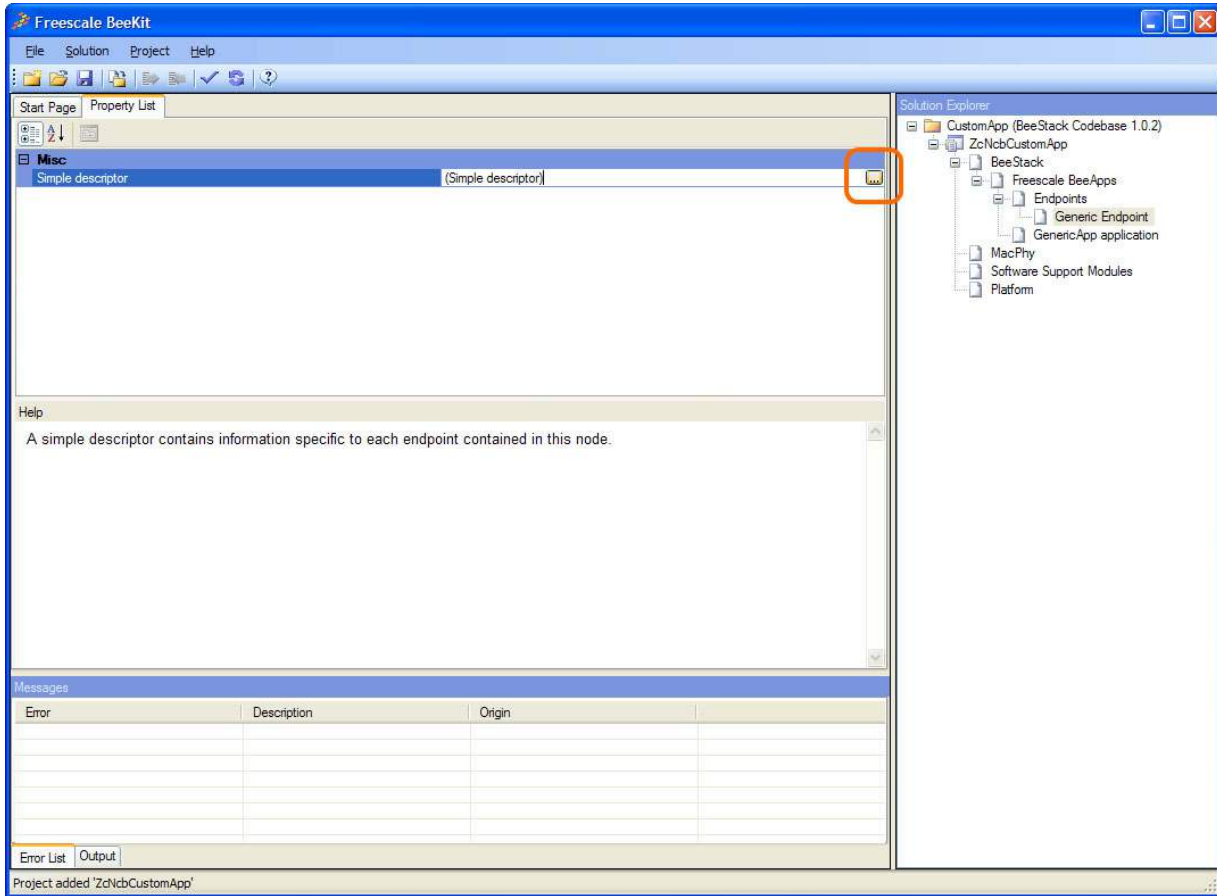 Freescale BeeKit
File Solution Project Help
Start Page Property List
Misc
Simple descriptor (Simple descriptor)
...
Help
A simple descriptor contains information specific to each endpoint contained in this node.
Messages
Error Description Origin
Error List Output
Project added 'ZcNcbCustomApp'
Solution Explorer
CustomApp (BeeStack Codebase 1.0.2)
ZcNcbCustomApp
BeeStack
Freescale BeeApps
Endpoints
Generic Endpoint
GenericApp application
MacPhy
Software Support Modules
Platform